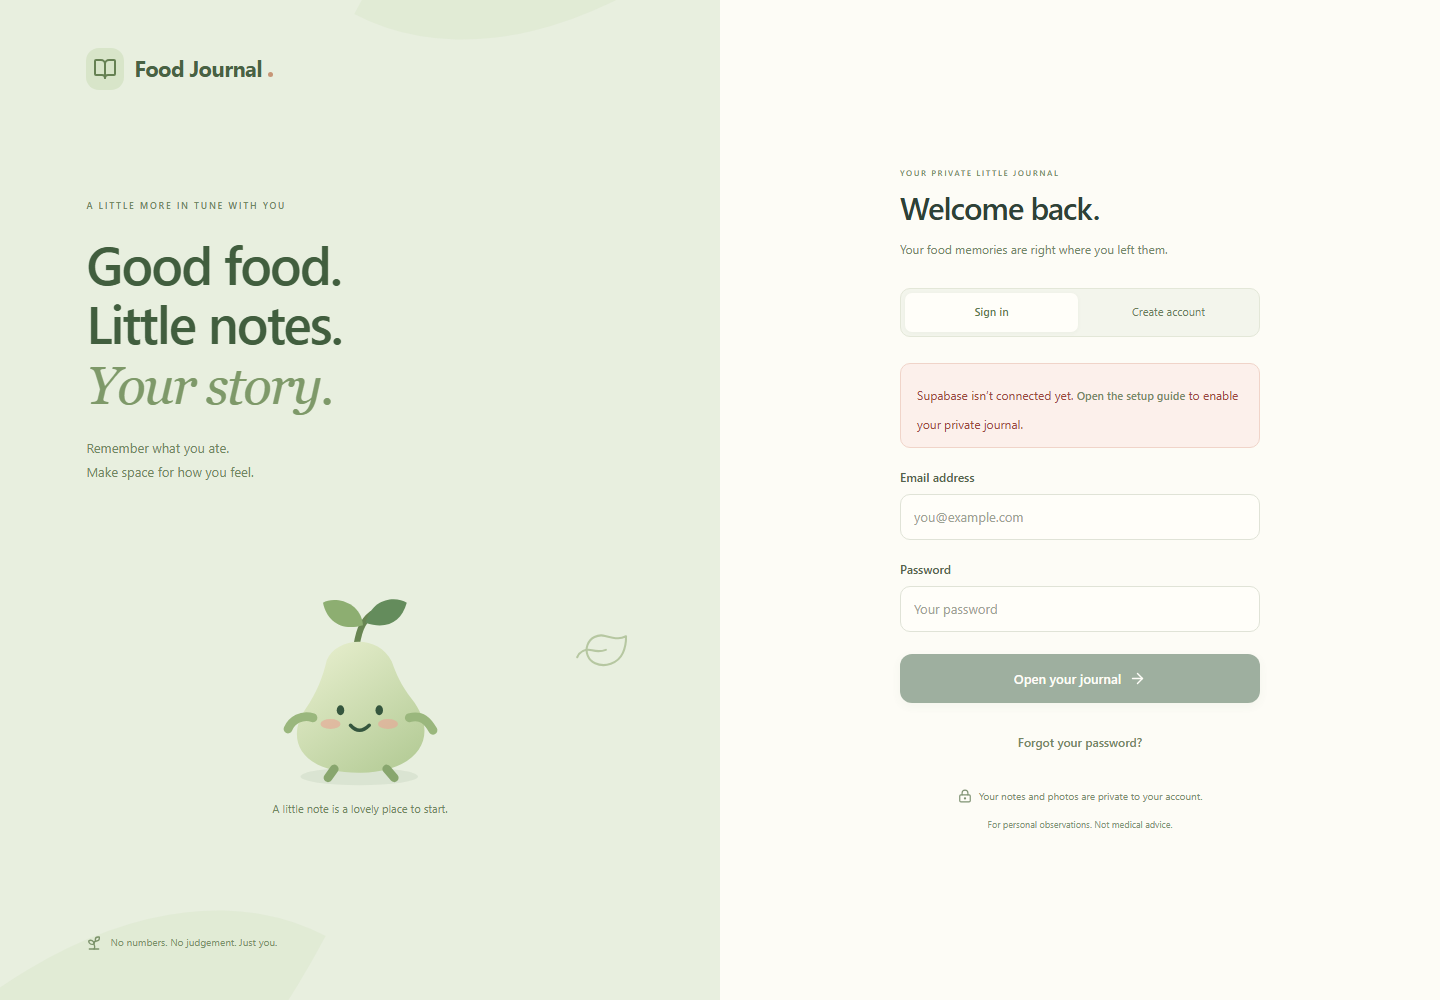 Food Journal.
A LITTLE MORE IN TUNE WITH YOU
Good food.
Little notes.
Your story.
Remember what you ate.
Make space for how you feel.
A little note is a lovely place to start.
No numbers. No judgement. Just you.
YOUR PRIVATE LITTLE JOURNAL
Welcome back.
Your food memories are right where you left them.
Sign in
Create account
Supabase isn't connected yet. Open the setup guide to enable
your private journal.
Email address
you@example.com
Password
Your password
Open your journal →
Forgot your password?
Your notes and photos are private to your account.
For personal observations. Not medical advice.